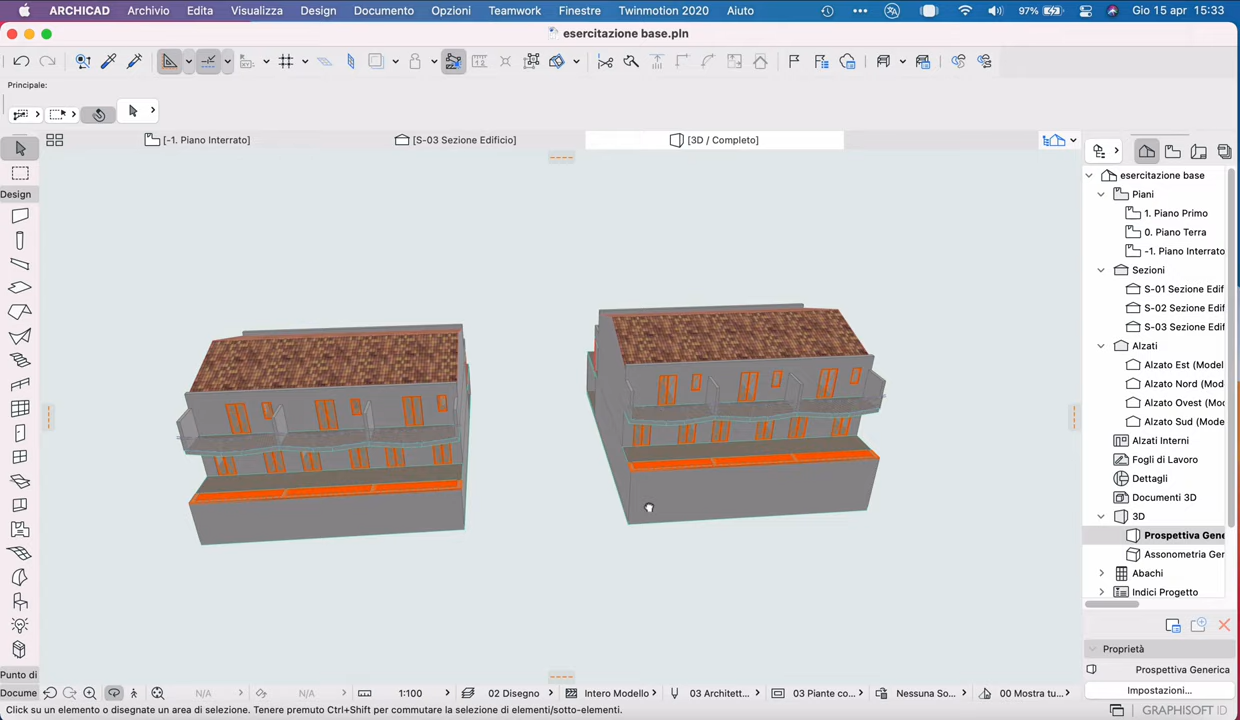 ARCHICAD Archivio Edita Visualizza Design Documento Opzioni Teamwork Finestre Twinmotion 2020 Aiuto 97% Gio 15 apr 15:33
esercitazione base.pln
Principale:
[-1. Piano Interrato] [S-03 Sezione Edificio] [3D / Completo]
Design
esercitazione base
Piani
1. Piano Primo
0. Piano Terra
-1. Piano Interrato
Sezioni
S-01 Sezione Edif
S-02 Sezione Edif
S-03 Sezione Edif
Alzati
Alzato Est (Model
Alzato Nord (Mod
Alzato Ovest (Mo
Alzato Sud (Mode
Alzati Interni
Fogli di Lavoro
Dettagli
Documenti 3D
3D
Prospettiva Gene
Assonometria Ger
Abachi
Indici Progetto
Proprietà
Prospettiva Generica
Impostazioni...
Punto di
Docume N/A N/A 1:100 02 Disegno Intero Modello 03 Architett... 03 Piante co... Nessuna So... 00 Mostra tu...
Click su un elemento o disegnate un area di selezione. Tenere premuto Ctrl+Shift per commutare la selezione di elementi/sotto-elementi.
GRAPHISOFT ID